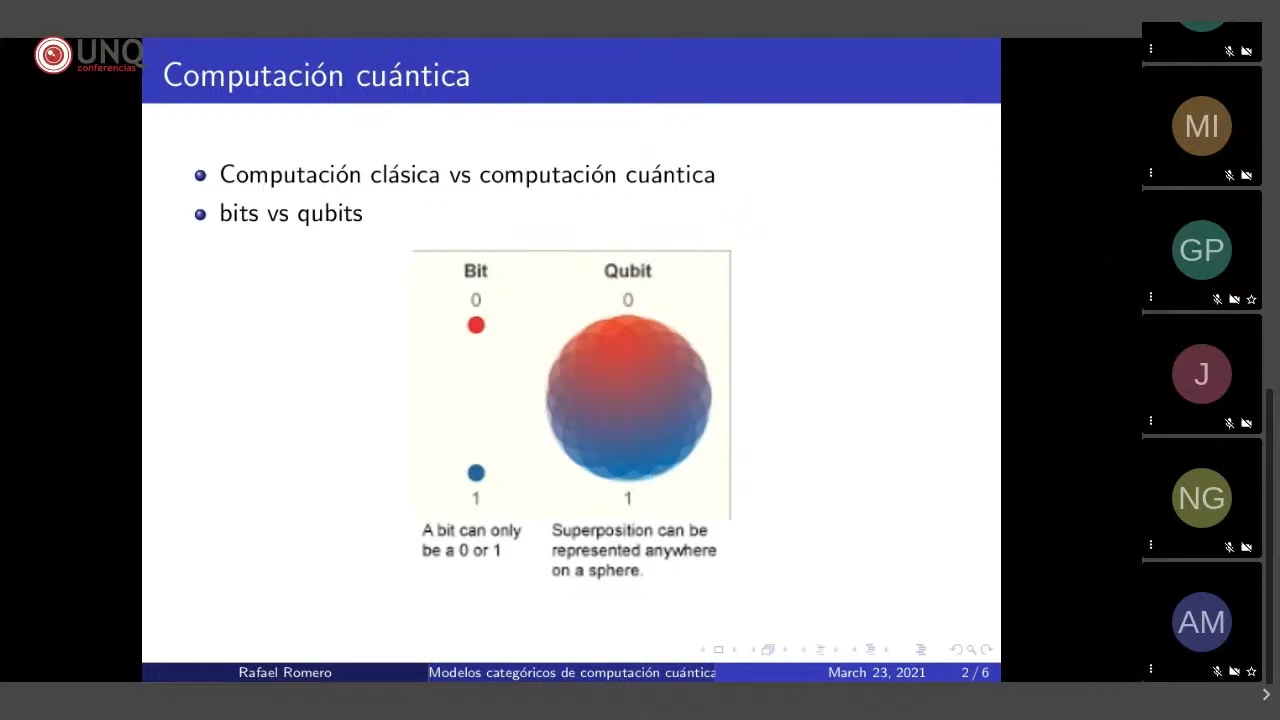 UNQ
conferencias
Computación cuántica
Computación clásica vs computación cuántica
bits vs qubits
Bit
Qubit
0
0
1
1
A bit can only
be a 0 or 1
Superposition can be
represented anywhere
on a sphere.
Rafael Romero
Modelos categóricos de computación cuántica
March 23, 2021
2 / 6
MI
GP
J
NG
AM